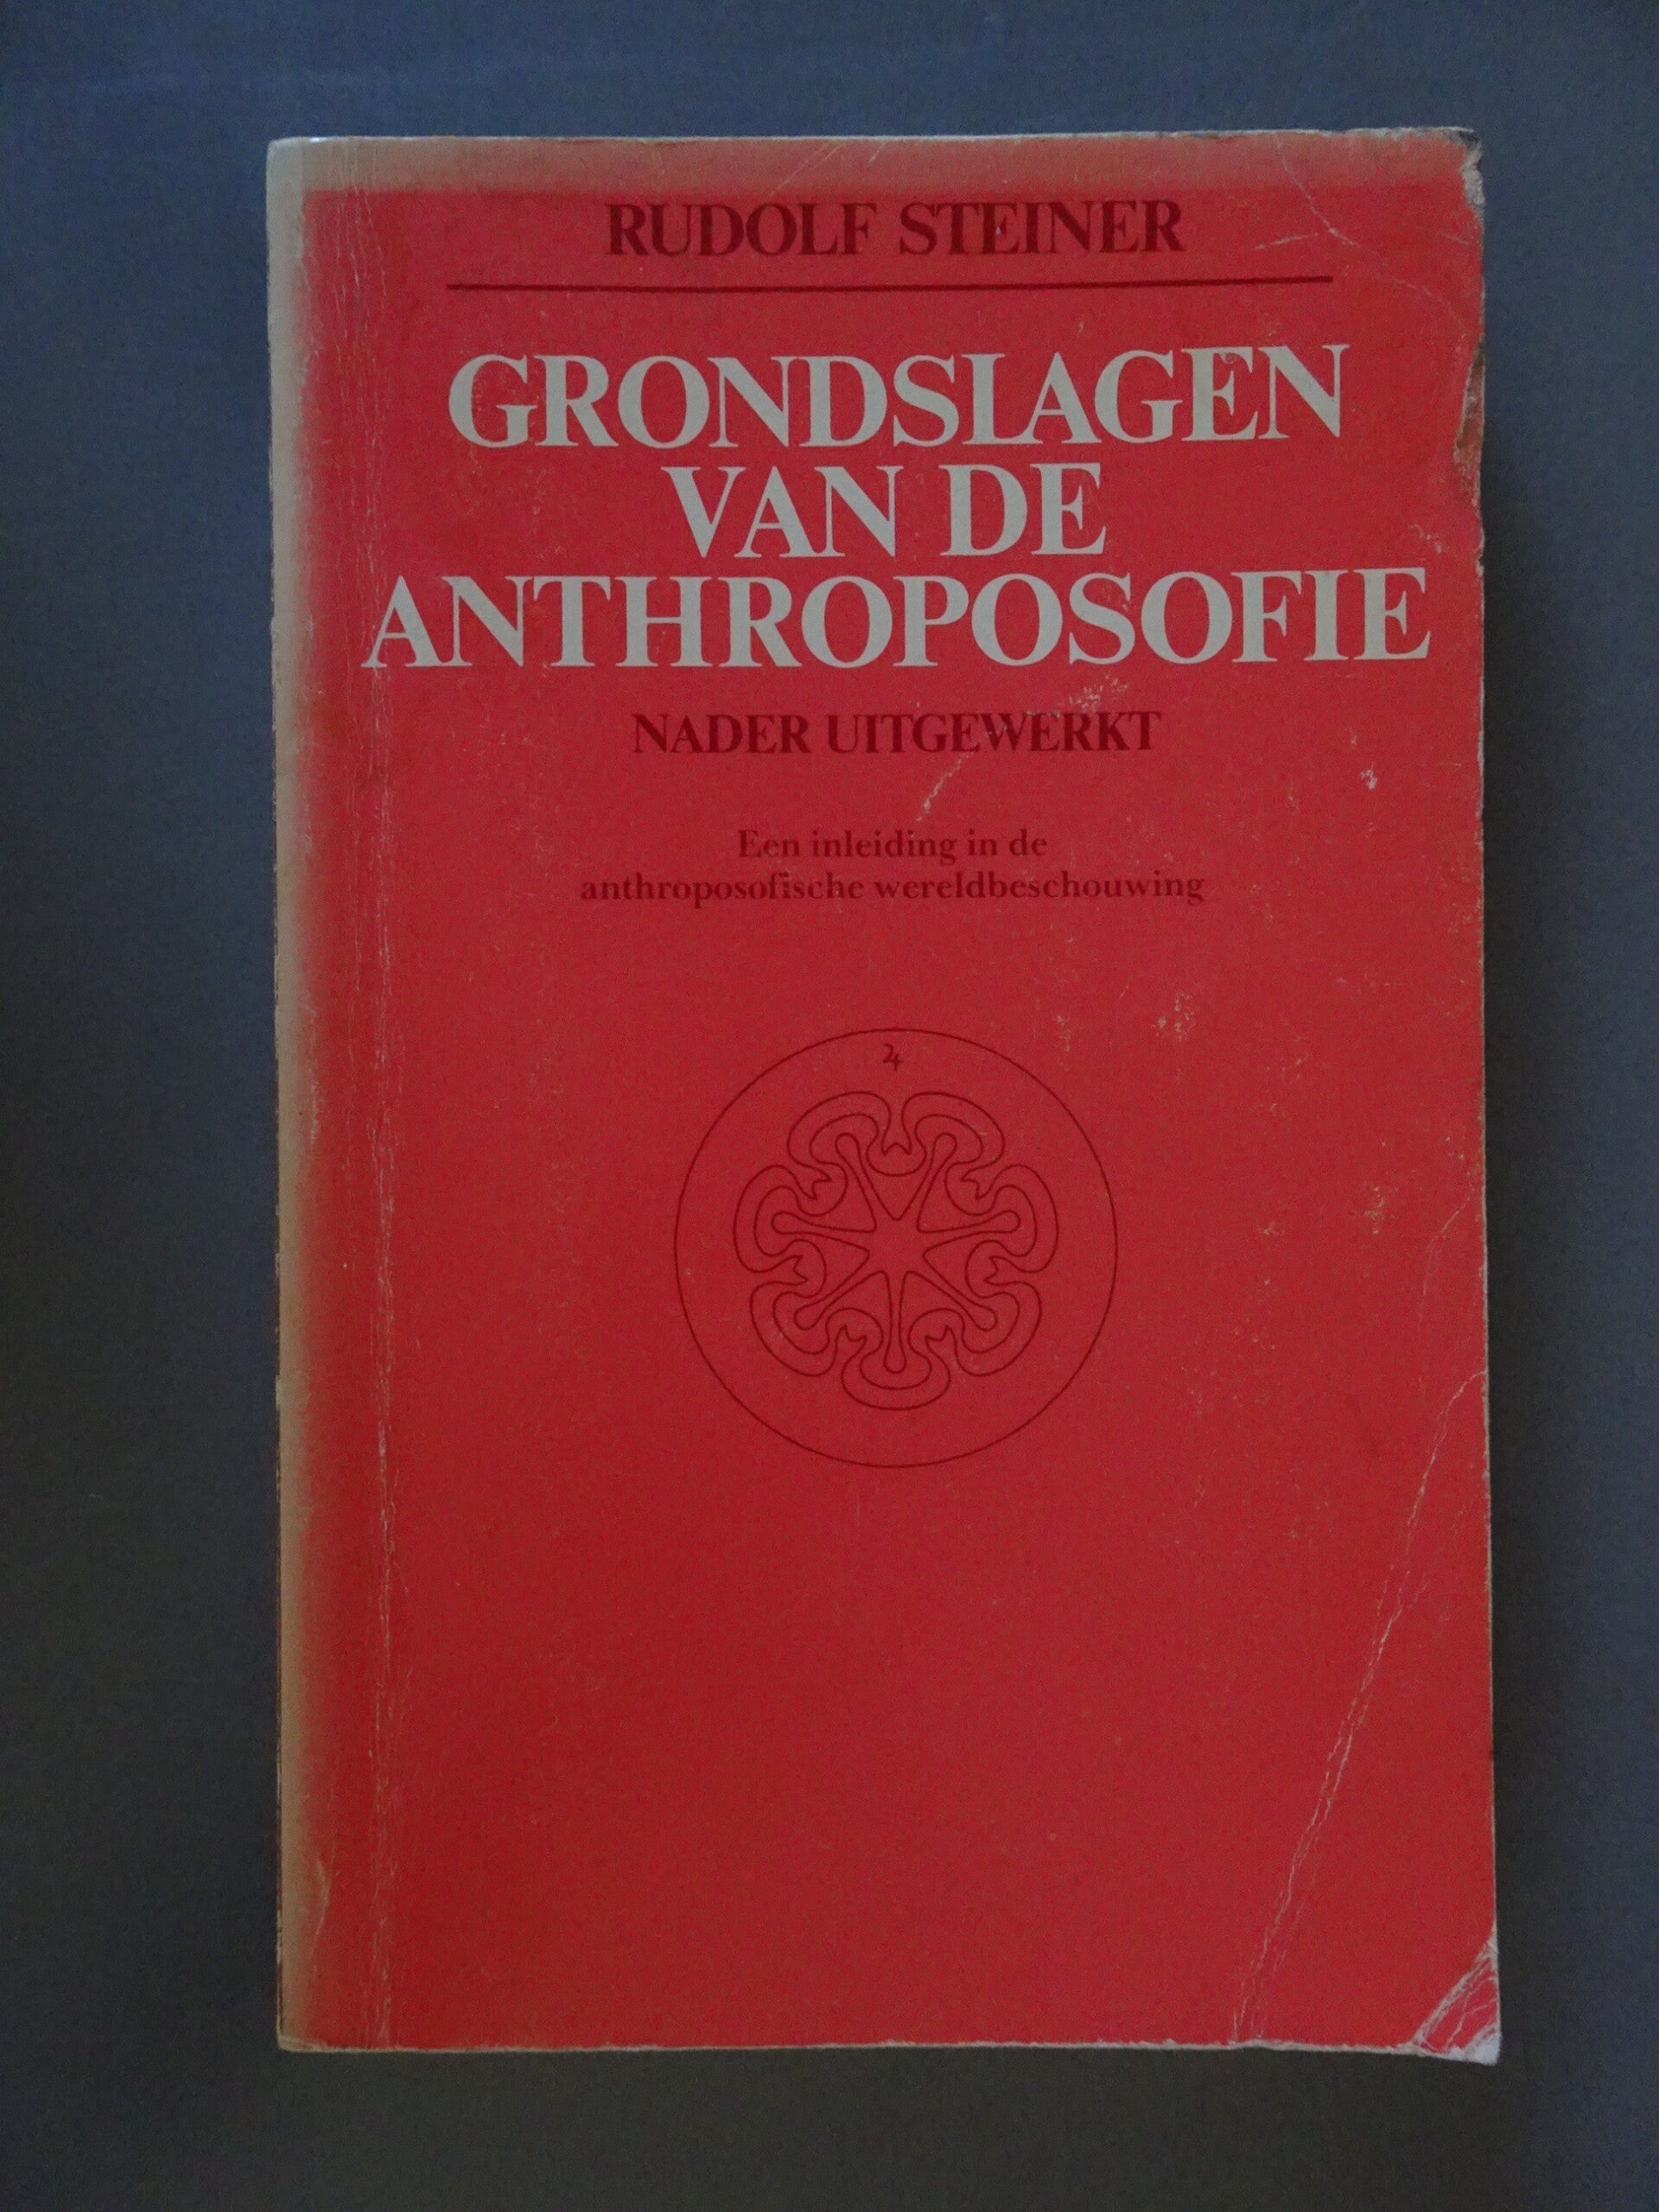 RUDOLF STEINER
GRONDSLAGEN
VAN DE
ANTHROPOSOFIE
NADER UITGEWERKT
Een inleiding in de
anthroposofische wereldbeschouwing
♃